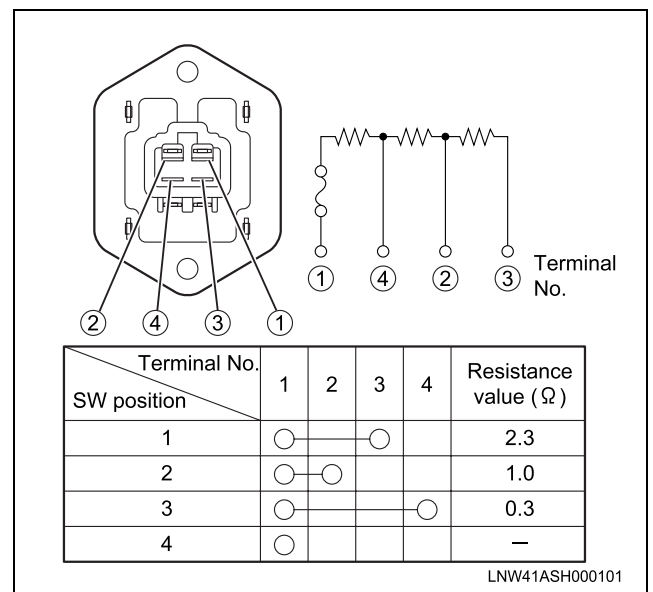 ① ④ ② ③ Terminal
No.
② ④ ③ ①
Terminal No. 1 2 3 4 Resistance
SW position value (Ω)
1 2.3
2 1.0
3 0.3
4 –
LNW41ASH000101